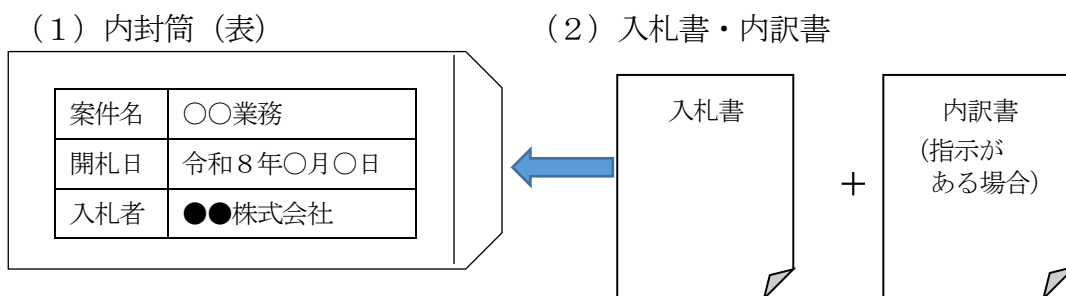 (1)内封筒(表)
(2)入札書・内訳書
案件名 ○○業務
開札日 令和8年○月○日
入札者 ●●株式会社
入札書
+
内訳書
(指示が
ある場合)